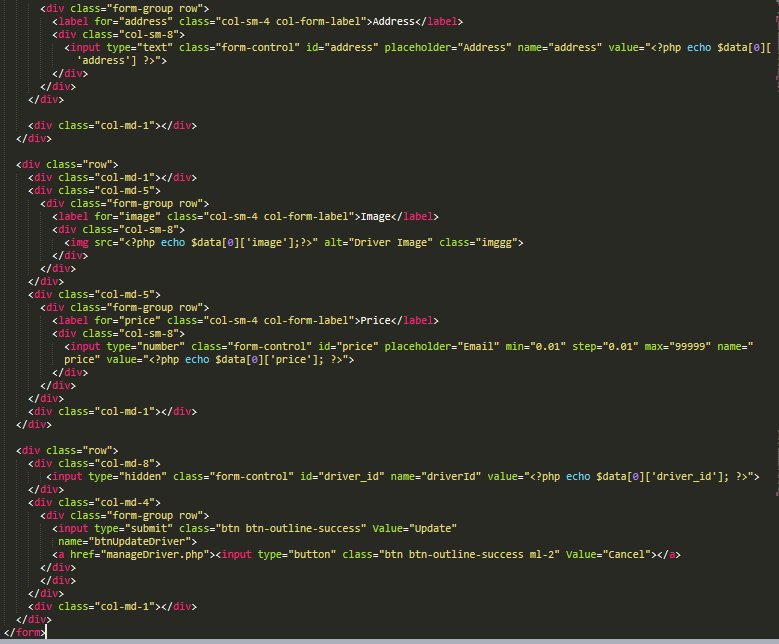 <div class="form-group row">
<label for="address" class="col-sm-4 col-form-label">Address</label>
<div class="col-sm-8">
<input type="text" class="form-control" id="address" placeholder="Address" name="address" value="<?php echo $data[0][
'address'] ?>">
</div>
</div>
</div>
<div class="col-md-1"></div>
</div>
<div class="row">
<div class="col-md-1"></div>
<div class="col-md-5">
<div class="form-group row">
<label for="image" class="col-sm-4 col-form-label">Image</label>
<div class="col-sm-8">
<img src="<?php echo $data[0]['image'];?>" alt="Driver Image" class="imggg">
</div>
</div>
</div>
<div class="col-md-5">
<div class="form-group row">
<label for="price" class="col-sm-4 col-form-label">Price</label>
<div class="col-sm-8">
<input type="number" class="form-control" id="price" placeholder="Email" min="0.01" step="0.01" max="99999" name="
price" value="<?php echo $data[0]['price']; ?>">
</div>
</div>
</div>
<div class="col-md-1"></div>
</div>
<div class="row">
<div class="col-md-8">
<input type="hidden" class="form-control" id="driver_id" name="driverId" value="<?php echo $data[0]['driver_id']; ?>">
</div>
<div class="col-md-4">
<div class="form-group row">
<input type="submit" class="btn btn-outline-success" Value="Update"
name="btnUpdateDriver">
<a href="manageDriver.php"><input type="button" class="btn btn-outline-success ml-2" Value="Cancel"></a>
</div>
</div>
</div>
<div class="col-md-1"></div>
</div>
</form>